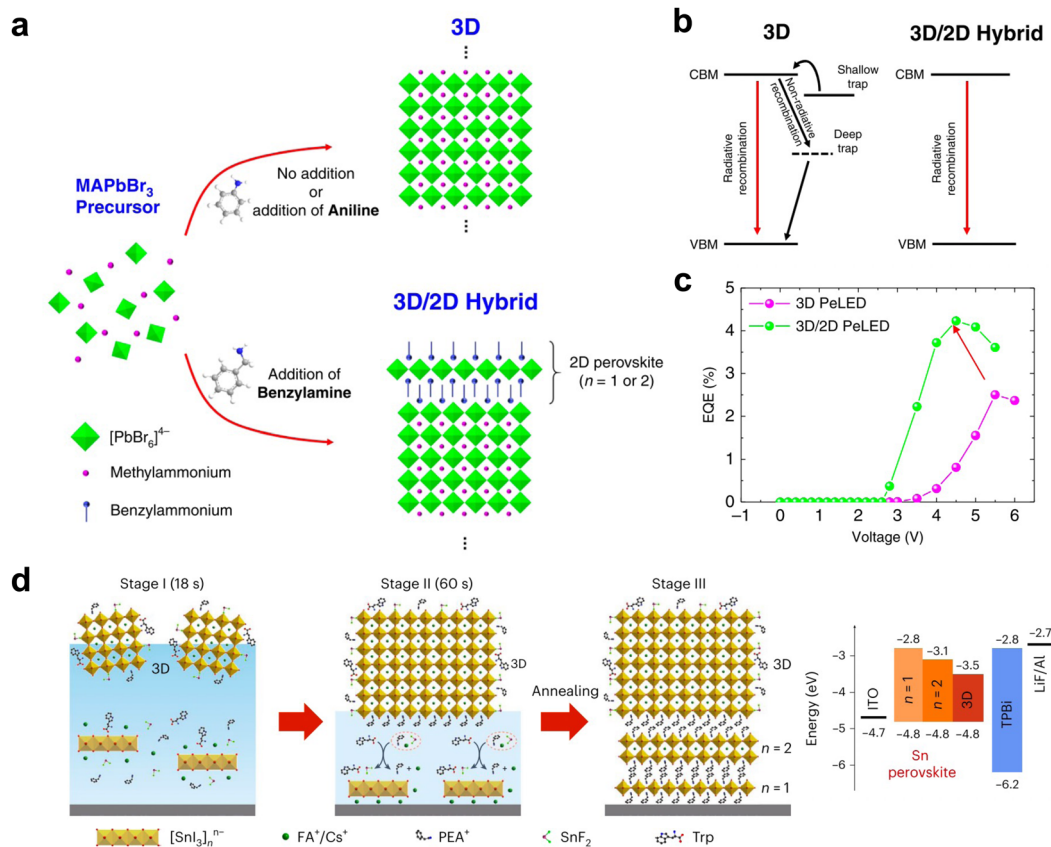 a
3D
MAPbBr3
Precursor
No addition
or
addition of Aniline
3D/2D Hybrid
Addition of
Benzylamine
2D perovskite
(n = 1 or 2)
[PbBr6]4–
Methylammonium
Benzylammonium
b
3D
3D/2D Hybrid
CBM
Shallow
trap
Radiative
recombination
Non-radiative
recombination
Deep
trap
VBM
CBM
Radiative
recombination
VBM
c
3D PeLED
3D/2D PeLED
EQE (%)
5
4
3
2
1
0
−1
0
1
2
3
4
5
6
Voltage (V)
d
Stage I (18 s)
Stage II (60 s)
Stage III
3D
3D
Annealing
3D
n = 2
n = 1
[SnI3]n n−
FA+/Cs+
PEA+
SnF2
Trp
Energy (eV)
−3
−4
−5
−6
ITO
−4.7
−2.8
n = 1
−4.8
−3.1
n = 2
−4.8
−3.5
3D
−4.8
Sn
perovskite
−2.8
TPBi
−6.2
−2.7
LiF/Al